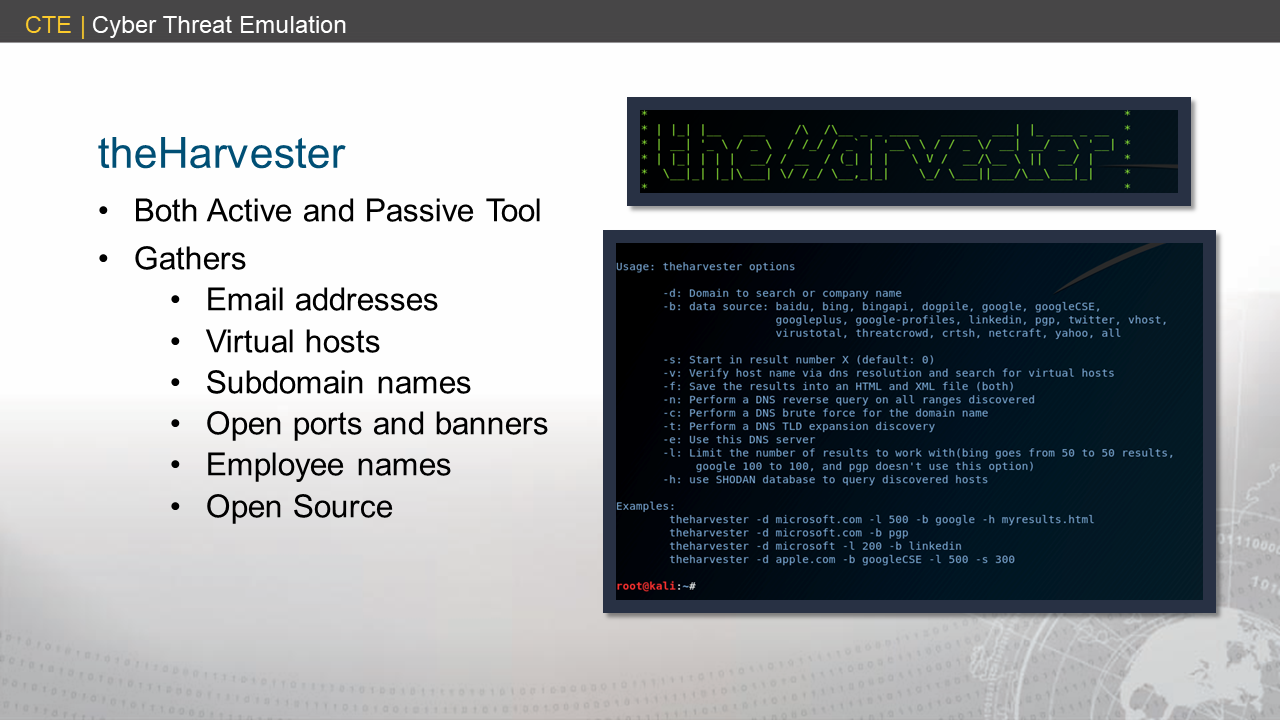 CTE | Cyber Threat Emulation
theHarvester
• Both Active and Passive Tool
• Gathers
• Email addresses
• Virtual hosts
• Subdomain names
• Open ports and banners
• Employee names
• Open Source
theHarvester
Usage: theharvester options
-d: Domain to search or company name
-b: data source: baidu, bing, bingapi, dogpile, google, googleCSE,
googleplus, google-profiles, linkedin, pgp, twitter, vhost,
virustotal, threatcrowd, crtsh, netcraft, yahoo, all
-s: Start in result number X (default: 0)
-v: Verify host name via dns resolution and search for virtual hosts
-f: Save the results into an HTML and XML file (both)
-n: Perform a DNS reverse query on all ranges discovered
-c: Perform a DNS brute force for the domain name
-t: Perform a DNS TLD expansion discovery
-e: Use this DNS server
-l: Limit the number of results to work with(bing goes from 50 to 50 results,
google 100 to 100, and pgp doesn't use this option)
-h: use SHODAN database to query discovered hosts
Examples:
theharvester -d microsoft.com -l 500 -b google -h myresults.html
theharvester -d microsoft.com -b pgp
theharvester -d microsoft -l 200 -b linkedin
theharvester -d apple.com -b googleCSE -l 500 -s 300
root@kali:~#